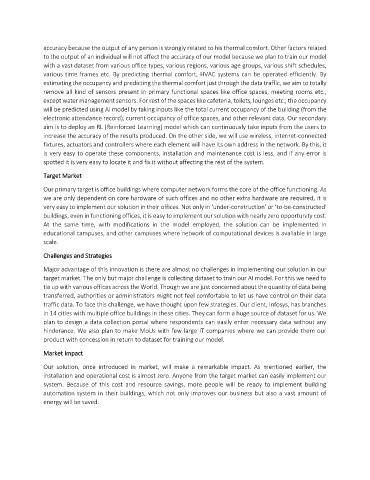 accuracy because the output of any person is strongly related to his thermal comfort. Other factors related
to the output of an individual will not affect the accuracy of our model because we plan to train our model
with a vast dataset from various office types, various regions, various age groups, various shift schedules,
various time frames etc. By predicting thermal comfort, HVAC systems can be operated efficiently. By
estimating the occupancy and predicting the thermal comfort just through the data traffic, we aim to totally
remove all kind of sensors present in primary functional spaces like office spaces, meeting rooms etc.,
except water management sensors. For rest of the spaces like cafeteria, toilets, lounges etc., the occupancy
will be predicted using AI model by taking inputs like the total current occupancy of the building (from the
electronic attendance record), current occupancy of office spaces, and other relevant data. Our secondary
aim is to deploy an RL (Reinforced Learning) model which can continuously take inputs from the users to
increase the accuracy of the results produced. On the other side, we will use wireless, internet-connected
fixtures, actuators and controllers where each element will have its own address in the network. By this, it
is very easy to operate these components, installation and maintenance cost is less, and if any error is
spotted it is very easy to locate it and fix it without affecting the rest of the system.
Target Market
Our primary target is office buildings where computer network forms the core of the office functioning. As
we are only dependent on core hardware of such offices and no other extra hardware are required, it is
very easy to implement our solution in their offices. Not only in 'under-construction' or 'to-be-constructed'
buildings, even in functioning offices, it is easy to implement our solution with nearly zero opportunity cost.
At the same time, with modifications in the model employed, the solution can be implemented in
educational campuses, and other campuses where network of computational devices is available in large
scale.
Challenges and Strategies
Major advantage of this innovation is there are almost no challenges in implementing our solution in our
target market. The only but major challenge is collecting dataset to train our AI model. For this we need to
tie up with various offices across the World. Though we are just concerned about the quantity of data being
transferred, authorities or administrators might not feel comfortable to let us have control on their data
traffic data. To face this challenge, we have thought upon few strategies. Our client, Infosys, has branches
in 14 cities with multiple office buildings in these cities. They can form a huge source of dataset for us. We
plan to design a data collection portal where respondents can easily enter necessary data without any
hinderance. We also plan to make MoUs with few large IT companies where we can provide them our
product with concession in return to dataset for training our model.
Market Impact
Our solution, once introduced in market, will make a remarkable impact. As mentioned earlier, the
installation and operational cost is almost zero. Anyone from the target market can easily implement our
system. Because of this cost and resource savings, more people will be ready to implement building
automation system in their buildings, which not only improves our business but also a vast amount of
energy will be saved.